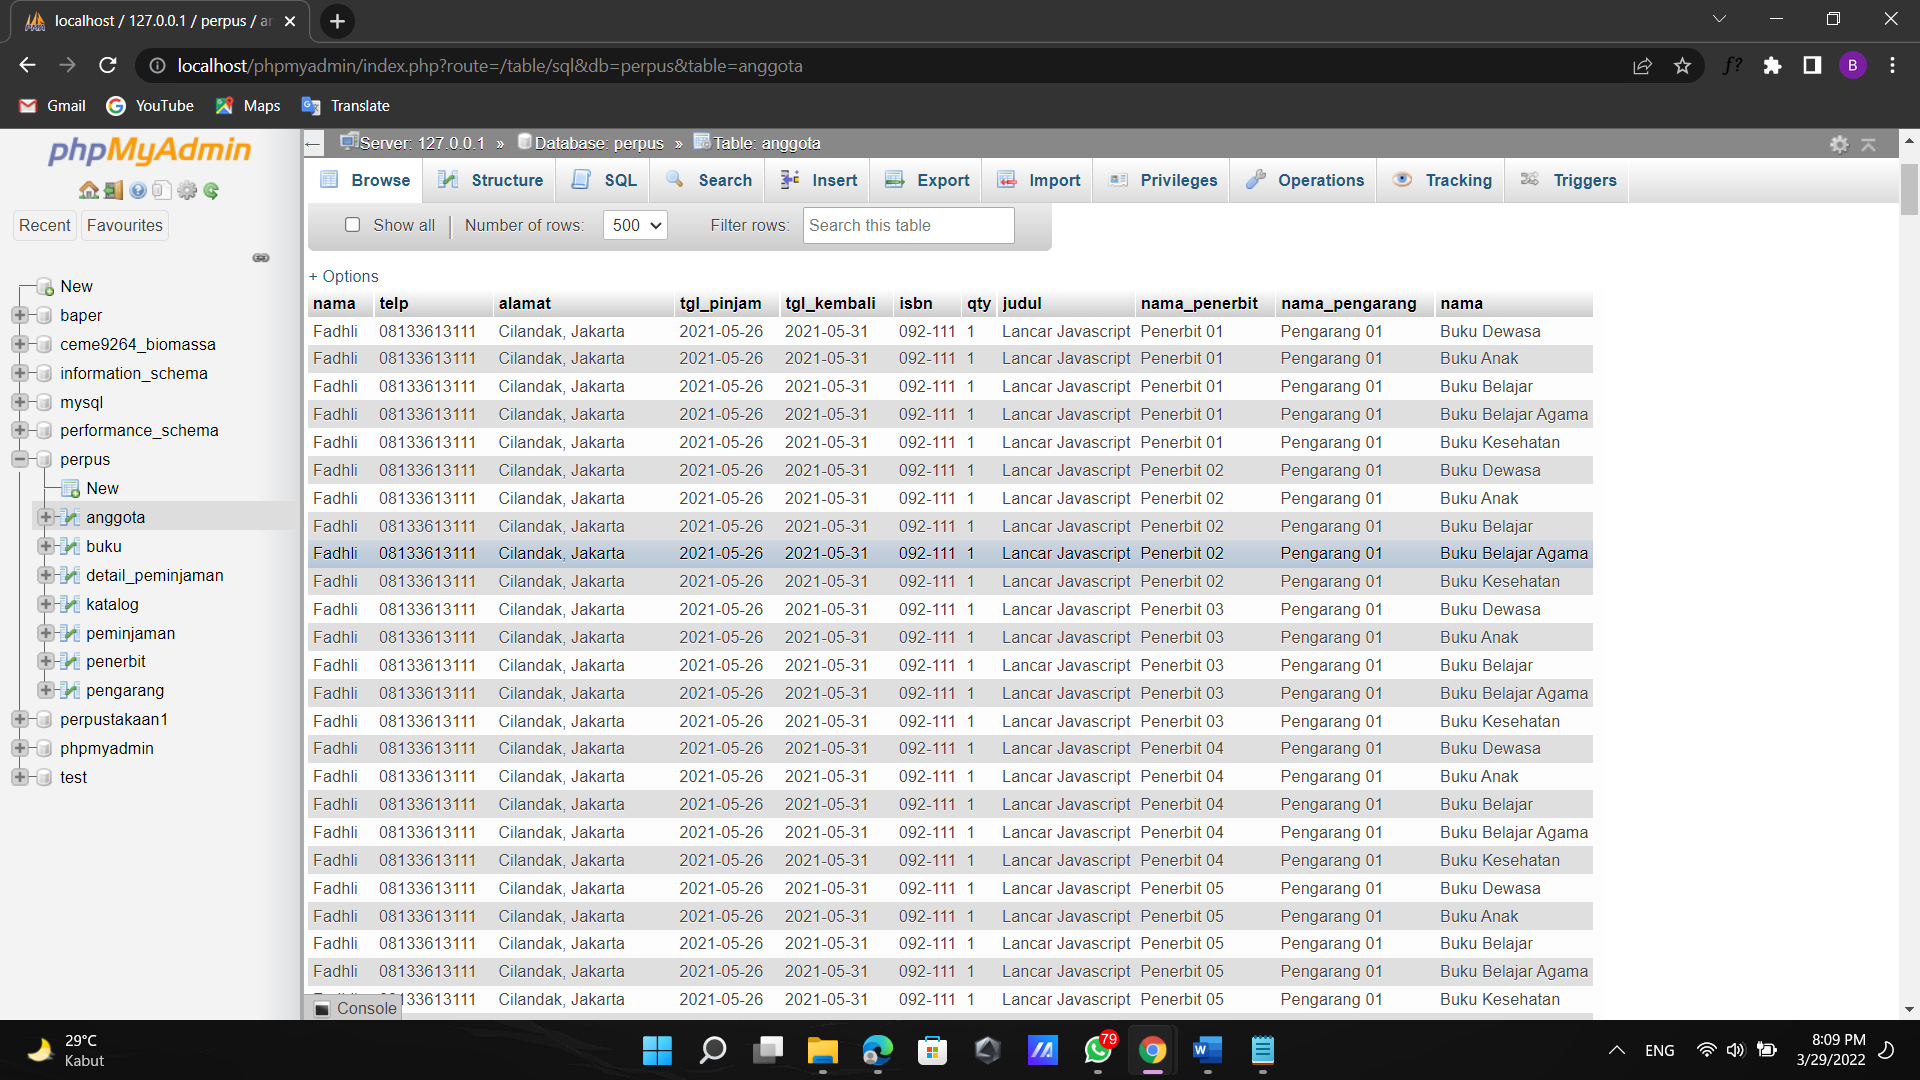 localhost / 127.0.0.1 / perpus / an
localhost/phpmyadmin/index.php?route=/table/sql&db=perpus&table=anggota
f?
B
Gmail YouTube Maps Translate
phpMyAdmin
Recent Favourites
New
baper
ceme9264_biomassa
information_schema
mysql
performance_schema
perpus
New
anggota
buku
detail_peminjaman
katalog
peminjaman
penerbit
pengarang
perpustakaan1
phpmyadmin
test
Server: 127.0.0.1 » Database: perpus » Table: anggota
Browse Structure SQL Search Insert Export Import Privileges Operations Tracking Triggers
Show all Number of rows: 500 Filter rows: Search this table
+ Options
nama telp alamat tgl_pinjam tgl_kembali isbn qty judul nama_penerbit nama_pengarang nama
Fadhli 08133613111 Cilandak, Jakarta 2021-05-26 2021-05-31 092-111 1 Lancar Javascript Penerbit 01 Pengarang 01 Buku Dewasa
Fadhli 08133613111 Cilandak, Jakarta 2021-05-26 2021-05-31 092-111 1 Lancar Javascript Penerbit 01 Pengarang 01 Buku Anak
Fadhli 08133613111 Cilandak, Jakarta 2021-05-26 2021-05-31 092-111 1 Lancar Javascript Penerbit 01 Pengarang 01 Buku Belajar
Fadhli 08133613111 Cilandak, Jakarta 2021-05-26 2021-05-31 092-111 1 Lancar Javascript Penerbit 01 Pengarang 01 Buku Belajar Agama
Fadhli 08133613111 Cilandak, Jakarta 2021-05-26 2021-05-31 092-111 1 Lancar Javascript Penerbit 01 Pengarang 01 Buku Kesehatan
Fadhli 08133613111 Cilandak, Jakarta 2021-05-26 2021-05-31 092-111 1 Lancar Javascript Penerbit 02 Pengarang 01 Buku Dewasa
Fadhli 08133613111 Cilandak, Jakarta 2021-05-26 2021-05-31 092-111 1 Lancar Javascript Penerbit 02 Pengarang 01 Buku Anak
Fadhli 08133613111 Cilandak, Jakarta 2021-05-26 2021-05-31 092-111 1 Lancar Javascript Penerbit 02 Pengarang 01 Buku Belajar
Fadhli 08133613111 Cilandak, Jakarta 2021-05-26 2021-05-31 092-111 1 Lancar Javascript Penerbit 02 Pengarang 01 Buku Belajar Agama
Fadhli 08133613111 Cilandak, Jakarta 2021-05-26 2021-05-31 092-111 1 Lancar Javascript Penerbit 02 Pengarang 01 Buku Kesehatan
Fadhli 08133613111 Cilandak, Jakarta 2021-05-26 2021-05-31 092-111 1 Lancar Javascript Penerbit 03 Pengarang 01 Buku Dewasa
Fadhli 08133613111 Cilandak, Jakarta 2021-05-26 2021-05-31 092-111 1 Lancar Javascript Penerbit 03 Pengarang 01 Buku Anak
Fadhli 08133613111 Cilandak, Jakarta 2021-05-26 2021-05-31 092-111 1 Lancar Javascript Penerbit 03 Pengarang 01 Buku Belajar
Fadhli 08133613111 Cilandak, Jakarta 2021-05-26 2021-05-31 092-111 1 Lancar Javascript Penerbit 03 Pengarang 01 Buku Belajar Agama
Fadhli 08133613111 Cilandak, Jakarta 2021-05-26 2021-05-31 092-111 1 Lancar Javascript Penerbit 03 Pengarang 01 Buku Kesehatan
Fadhli 08133613111 Cilandak, Jakarta 2021-05-26 2021-05-31 092-111 1 Lancar Javascript Penerbit 04 Pengarang 01 Buku Dewasa
Fadhli 08133613111 Cilandak, Jakarta 2021-05-26 2021-05-31 092-111 1 Lancar Javascript Penerbit 04 Pengarang 01 Buku Anak
Fadhli 08133613111 Cilandak, Jakarta 2021-05-26 2021-05-31 092-111 1 Lancar Javascript Penerbit 04 Pengarang 01 Buku Belajar
Fadhli 08133613111 Cilandak, Jakarta 2021-05-26 2021-05-31 092-111 1 Lancar Javascript Penerbit 04 Pengarang 01 Buku Belajar Agama
Fadhli 08133613111 Cilandak, Jakarta 2021-05-26 2021-05-31 092-111 1 Lancar Javascript Penerbit 04 Pengarang 01 Buku Kesehatan
Fadhli 08133613111 Cilandak, Jakarta 2021-05-26 2021-05-31 092-111 1 Lancar Javascript Penerbit 05 Pengarang 01 Buku Dewasa
Fadhli 08133613111 Cilandak, Jakarta 2021-05-26 2021-05-31 092-111 1 Lancar Javascript Penerbit 05 Pengarang 01 Buku Anak
Fadhli 08133613111 Cilandak, Jakarta 2021-05-26 2021-05-31 092-111 1 Lancar Javascript Penerbit 05 Pengarang 01 Buku Belajar
Fadhli 08133613111 Cilandak, Jakarta 2021-05-26 2021-05-31 092-111 1 Lancar Javascript Penerbit 05 Pengarang 01 Buku Belajar Agama
133613111 Cilandak, Jakarta 2021-05-26 2021-05-31 092-111 1 Lancar Javascript Penerbit 05 Pengarang 01 Buku Kesehatan
Console
29°C
Kabut
79
ENG
8:09 PM
3/29/2022